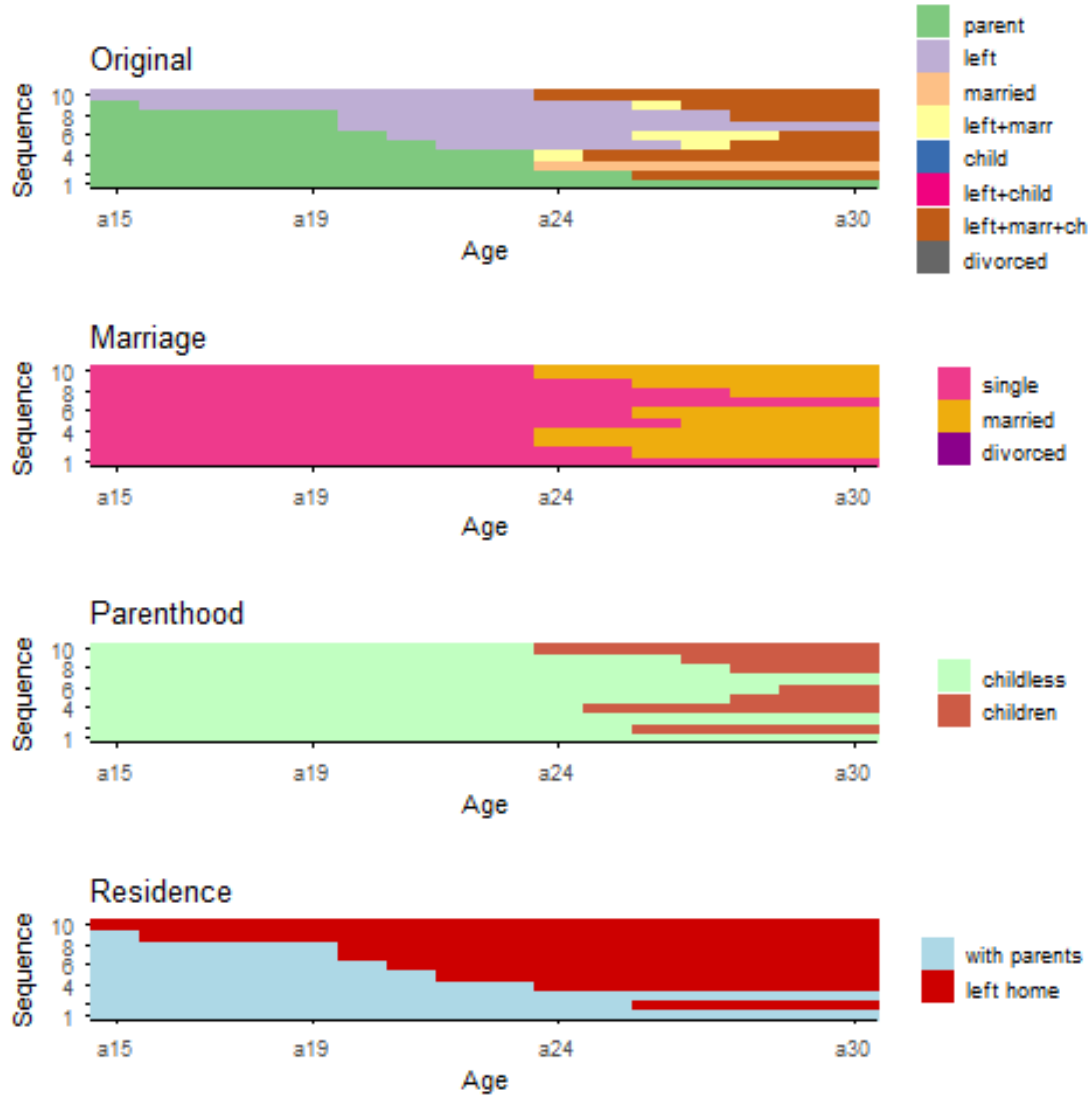 Original
Sequence
10
8
6
4
1
a15 a19 a24 a30
Age
parent
left
married
left+marr
child
left+child
left+marr+ch
divorced
Marriage
Sequence
10
8
6
4
1
a15 a19 a24 a30
Age
single
married
divorced
Parenthood
Sequence
10
8
6
4
1
a15 a19 a24 a30
Age
childless
children
Residence
Sequence
10
8
6
4
1
a15 a19 a24 a30
Age
with parents
left home